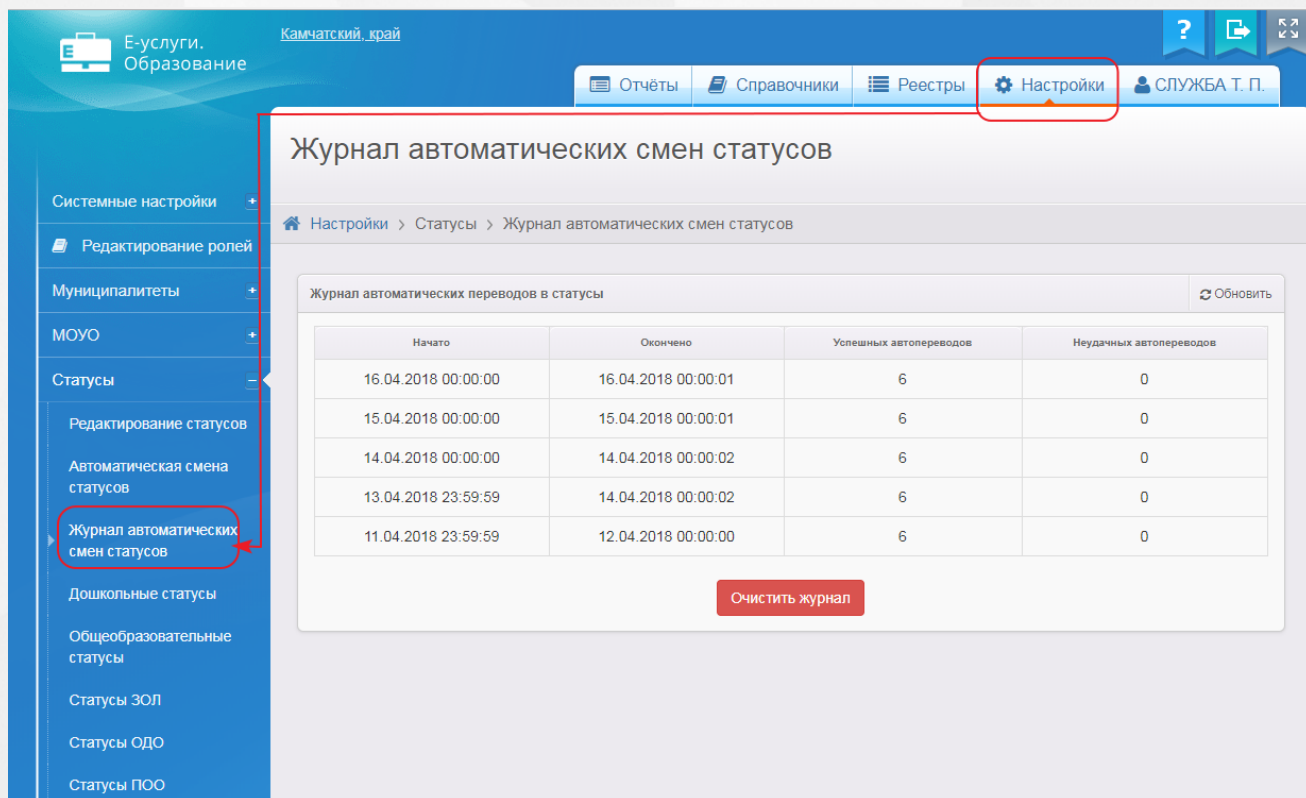 Е-услуги.
Образование
Камчатский, край
?
Отчёты
Справочники
Реестры
Настройки
СЛУЖБА Т. П.
Журнал автоматических смен статусов
Настройки > Статусы > Журнал автоматических смен статусов
Системные настройки +
Редактирование ролей
Муниципалитеты +
МОУО +
Статусы −
Редактирование статусов
Автоматическая смена
статусов
Журнал автоматических
смен статусов
Дошкольные статусы
Общеобразовательные
статусы
Статусы ЗОЛ
Статусы ОДО
Статусы ПОО
Журнал автоматических переводов в статусы
Обновить
Начато Окончено Успешных автопереводов Неудачных автопереводов
16.04.2018 00:00:00 16.04.2018 00:00:01 6 0
15.04.2018 00:00:00 15.04.2018 00:00:01 6 0
14.04.2018 00:00:00 14.04.2018 00:00:02 6 0
13.04.2018 23:59:59 14.04.2018 00:00:02 6 0
11.04.2018 23:59:59 12.04.2018 00:00:00 6 0
Очистить журнал